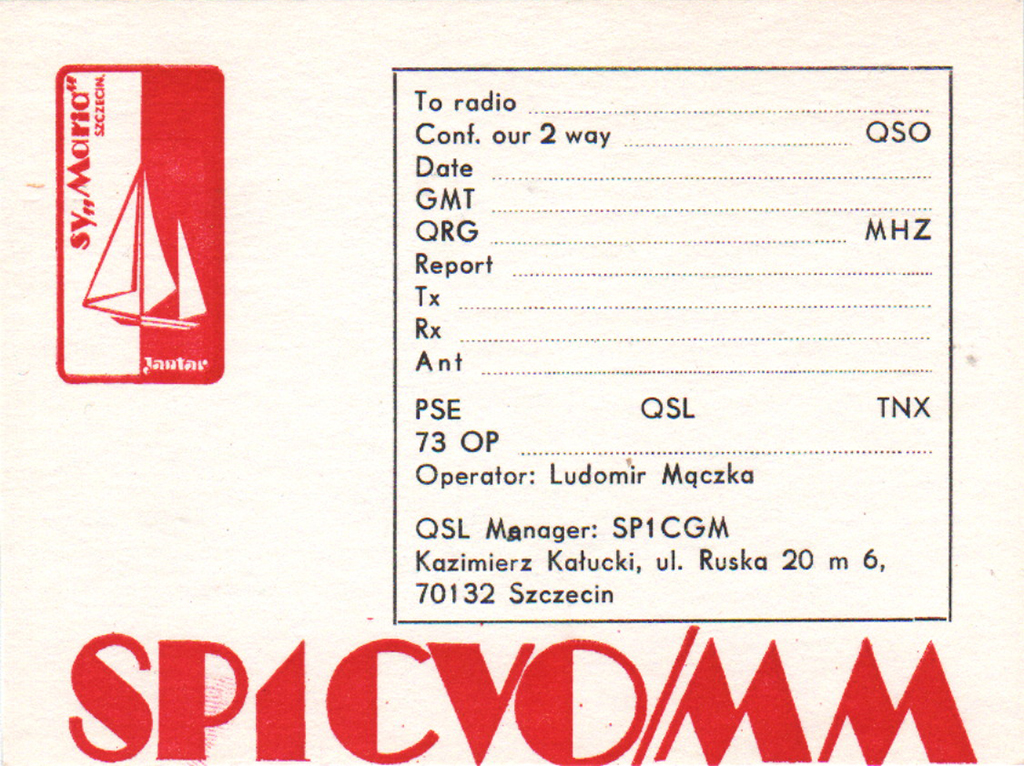 sy „Maria"
SZCZECIN.
Jantar
To radio
Conf. our 2 way QSO
Date
GMT
QRG MHZ
Report
Tx
Rx
Ant
PSE QSL TNX
73 OP
Operator: Ludomir Mączka
QSL Manager: SP1CGM
Kazimierz Kałucki, ul. Ruska 20 m 6,
70132 Szczecin
SP1CVO/MM